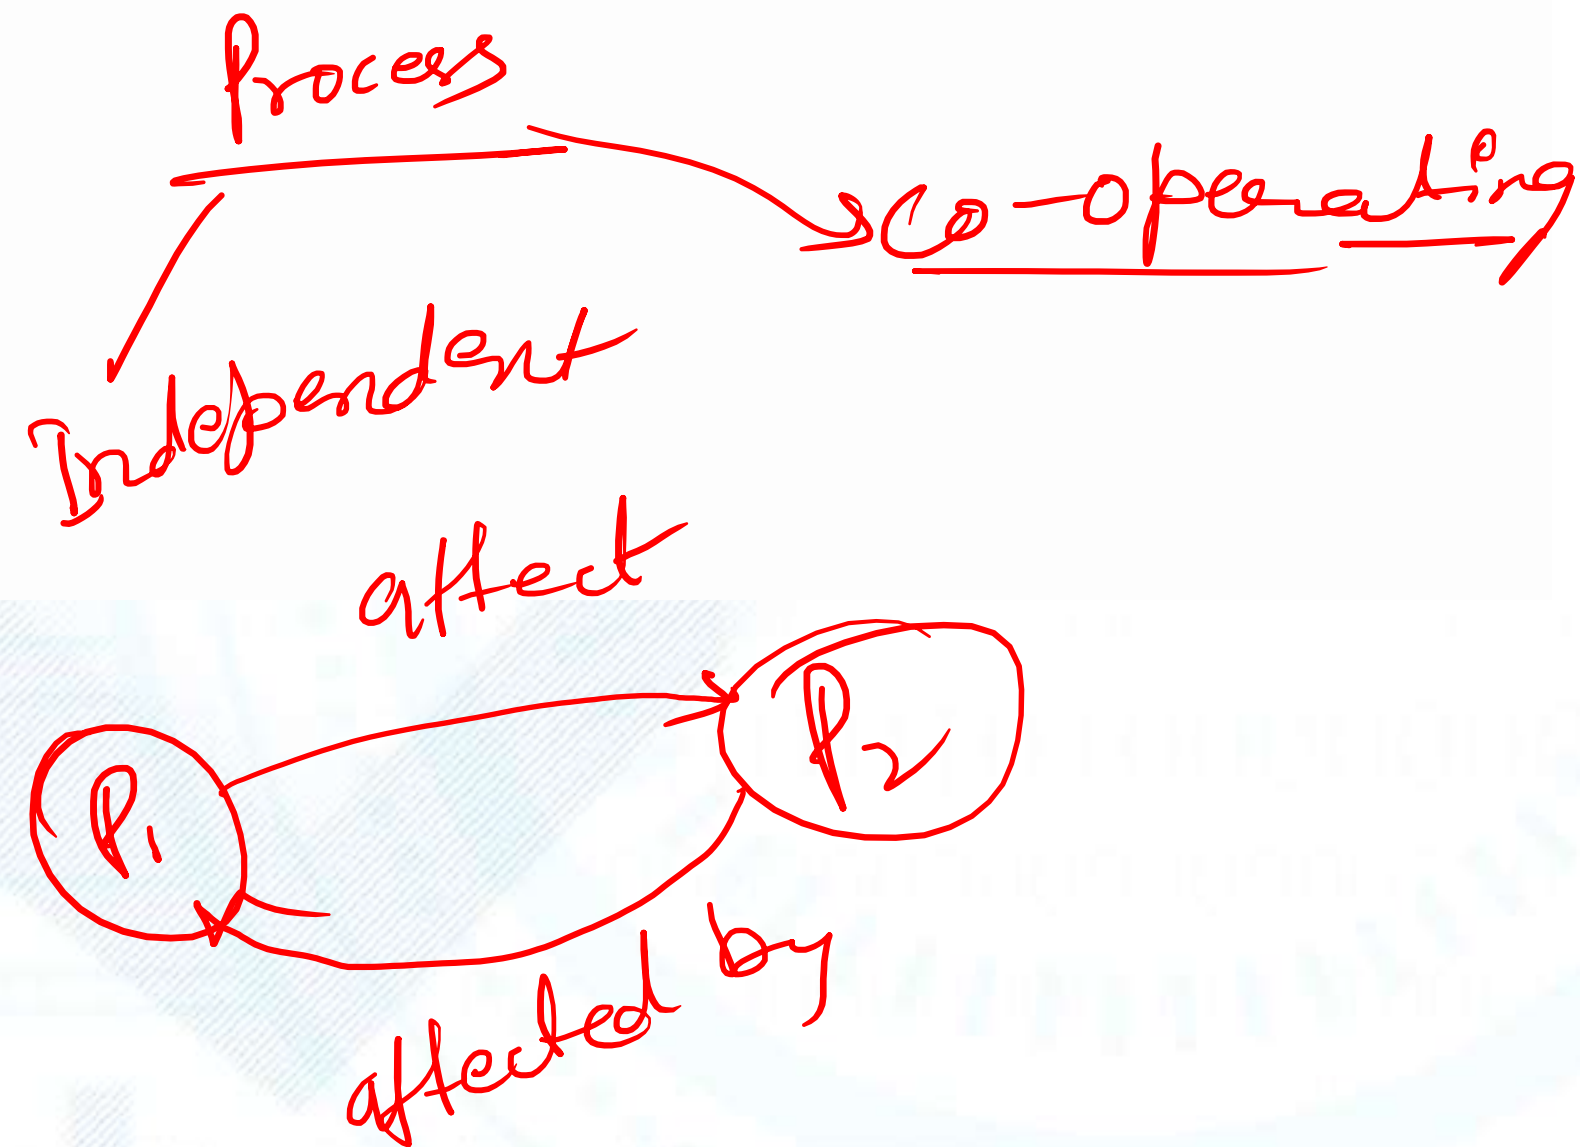 Process
Co-operating
Independent
affect
P1
P2
affected by